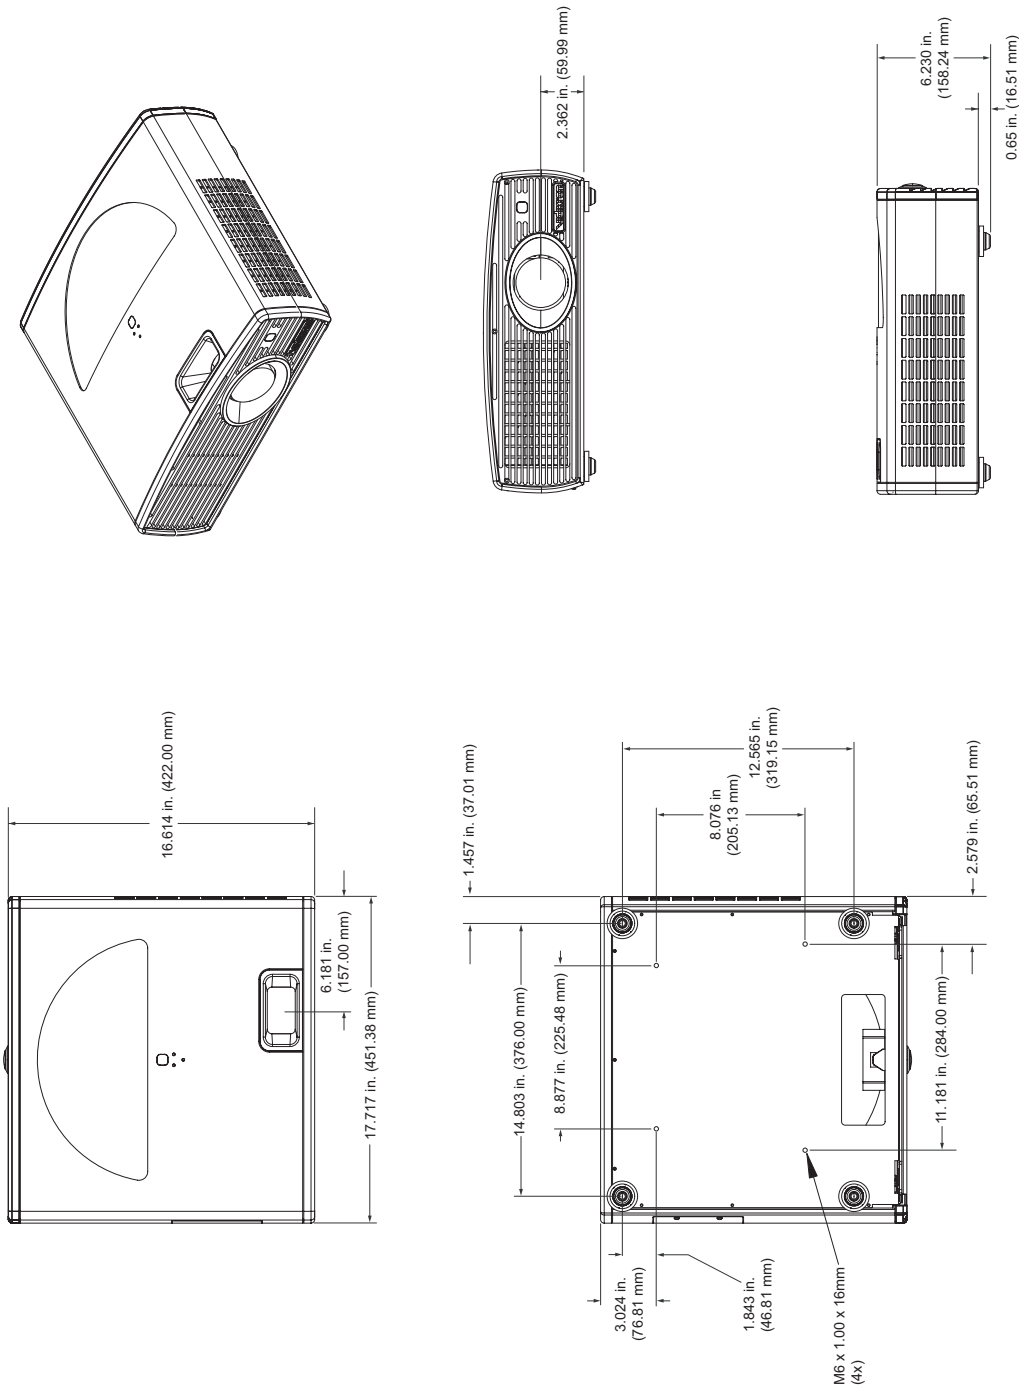 2.362 in. (59.99 mm)
6.230 in.
(158.24 mm)
0.65 in. (16.51 mm)
16.614 in. (422.00 mm)
6.181 in.
(157.00 mm)
17.717 in. (451.38 mm)
1.457 in. (37.01 mm)
12.565 in.
(319.15 mm)
8.076 in
(205.13 mm)
2.579 in. (65.51 mm)
14.803 in. (376.00 mm)
8.877 in. (225.48 mm)
11.181 in. (284.00 mm)
3.024 in.
(76.81 mm)
1.843 in.
(46.81 mm)
M6 x 1.00 x 16mm
(4x)